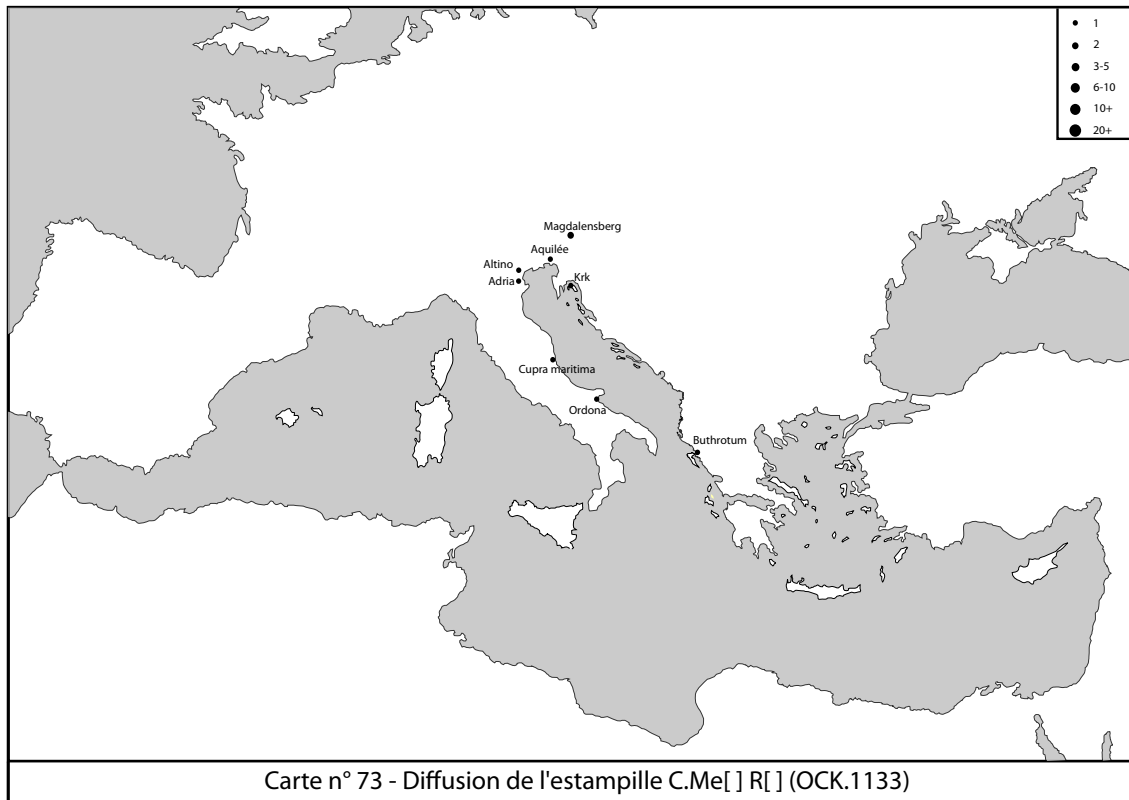 1
2
3-5
6-10
10+
20+
Magdalensberg
Aquilée
Altino
Krk
Adria
Cupra maritima
Ordona
Buthrotum
Carte n° 73 - Diffusion de l'estampille C.Me[ ] R[ ] (OCK.1133)